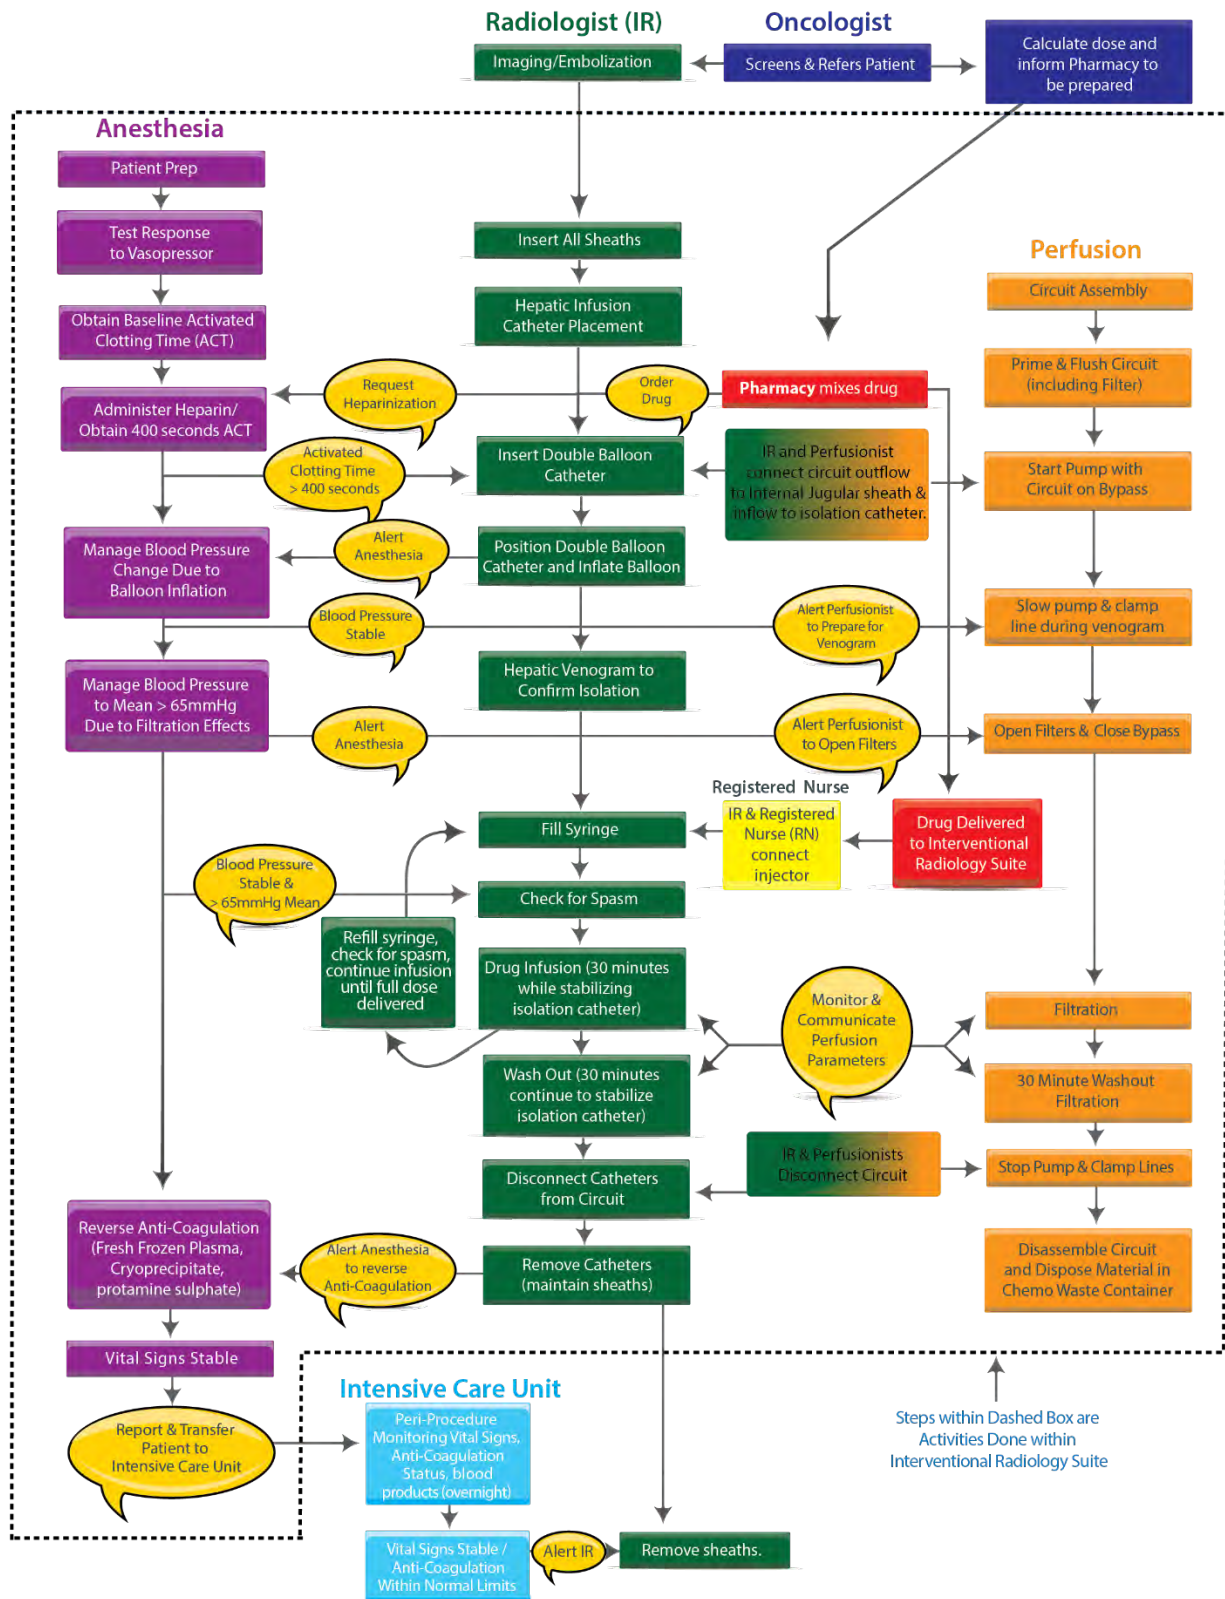 Radiologist (IR)
Oncologist
Imaging/Embolization
Screens & Refers Patient
Calculate dose and
inform Pharmacy to
be prepared
Anesthesia
Patient Prep
Test Response
to Vasopressor
Obtain Baseline Activated
Clotting Time (ACT)
Administer Heparin/
Obtain 400 seconds ACT
Manage Blood Pressure
Change Due to
Balloon Inflation
Manage Blood Pressure
to Mean > 65mmHg
Due to Filtration Effects
Reverse Anti-Coagulation
(Fresh Frozen Plasma,
Cryoprecipitate,
protamine sulphate)
Vital Signs Stable
Report & Transfer
Patient to
Intensive Care Unit
Request
Heparinization
Activated
Clotting Time
> 400 seconds
Alert
Anesthesia
Blood Pressure
Stable
Alert
Anesthesia
Blood Pressure
Stable &
> 65mmHg Mean
Refill syringe,
check for spasm,
continue infusion
until full dose
delivered
Alert Anesthesia
to reverse
Anti-Coagulation
Insert All Sheaths
Hepatic Infusion
Catheter Placement
Insert Double Balloon
Catheter
Position Double Balloon
Catheter and Inflate Balloon
Hepatic Venogram to
Confirm Isolation
Fill Syringe
Check for Spasm
Drug Infusion (30 minutes
while stabilizing
isolation catheter)
Wash Out (30 minutes
continue to stabilize
isolation catheter)
Disconnect Catheters
from Circuit
Remove Catheters
(maintain sheaths)
Order
Drug
Pharmacy mixes drug
IR and Perfusionist
connect circuit outflow
to Internal Jugular sheath &
inflow to isolation catheter.
Alert Perfusionist
to Prepare for
Venogram
Alert Perfusionist
to Open Filters
Registered Nurse
IR & Registered
Nurse (RN)
connect
injector
Drug Delivered
to Interventional
Radiology Suite
Monitor &
Communicate
Perfusion
Parameters
IR & Perfusionists
Disconnect Circuit
Perfusion
Circuit Assembly
Prime & Flush Circuit
(including Filter)
Start Pump with
Circuit on Bypass
Slow pump & clamp
line during venogram
Open Filters & Close Bypass
Filtration
30 Minute Washout
Filtration
Stop Pump & Clamp Lines
Disassemble Circuit
and Dispose Material in
Chemo Waste Container
Steps within Dashed Box are
Activities Done within
Interventional Radiology Suite
Intensive Care Unit
Peri-Procedure
Monitoring Vital Signs,
Anti-Coagulation
Status, blood
products (overnight)
Vital Signs Stable /
Anti-Coagulation
Within Normal Limits
Alert IR
Remove sheaths.